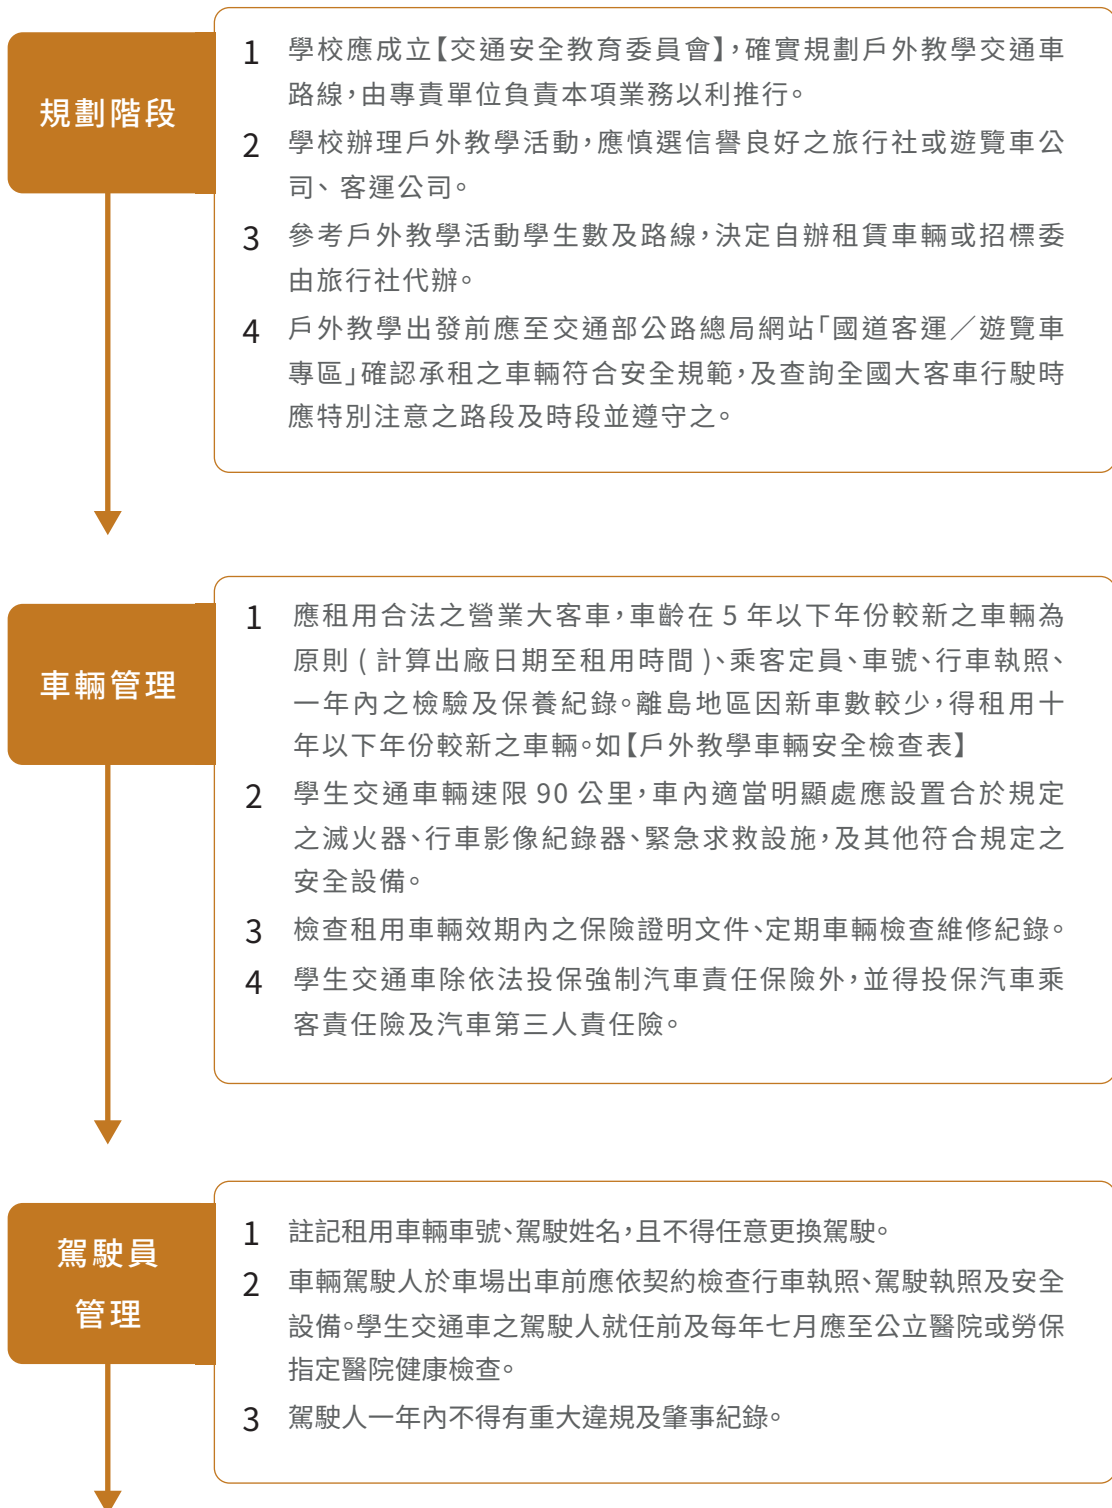 規劃階段
1 學校應成立【交通安全教育委員會】，確實規劃戶外教學交通車
路線，由專責單位負責本項業務以利推行。
2 學校辦理戶外教學活動，應慎選信譽良好之旅行社或遊覽車公
司、客運公司。
3 參考戶外教學活動學生數及路線，決定自辦租賃車輛或招標委
由旅行社代辦。
4 戶外教學出發前應至交通部公路總局網站「國道客運／遊覽車
專區」確認承租之車輛符合安全規範，及查詢全國大客車行駛時
應特別注意之路段及時段並遵守之。
車輛管理
1 應租用合法之營業大客車，車齡在 5 年以下年份較新之車輛為
原則 ( 計算出廠日期至租用時間 )、乘客定員、車號、行車執照、
一年內之檢驗及保養紀錄。離島地區因新車數較少，得租用十
年以下年份較新之車輛。如【戶外教學車輛安全檢查表】
2 學生交通車輛速限 90 公里，車內適當明顯處應設置合於規定
之滅火器、行車影像紀錄器、緊急求救設施，及其他符合規定之
安全設備。
3 檢查租用車輛效期內之保險證明文件、定期車輛檢查維修紀錄。
4 學生交通車除依法投保強制汽車責任保險外，並得投保汽車乘
客責任險及汽車第三人責任險。
駕駛員
管理
1 註記租用車輛車號、駕駛姓名，且不得任意更換駕駛。
2 車輛駕駛人於車場出車前應依契約檢查行車執照、駕駛執照及安全
設備。學生交通車之駕駛人就任前及每年七月應至公立醫院或勞保
指定醫院健康檢查。
3 駕駛人一年內不得有重大違規及肇事紀錄。